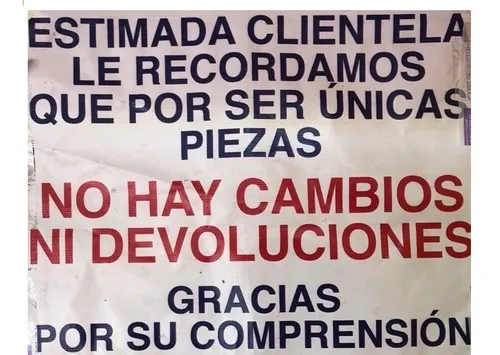 ESTIMADA CLIENTELA
LE RECORDAMOS
QUE POR SER ÚNICAS
PIEZAS
NO HAY CAMBIOS
NI DEVOLUCIONES
GRACIAS
POR SU COMPRENSIÓN